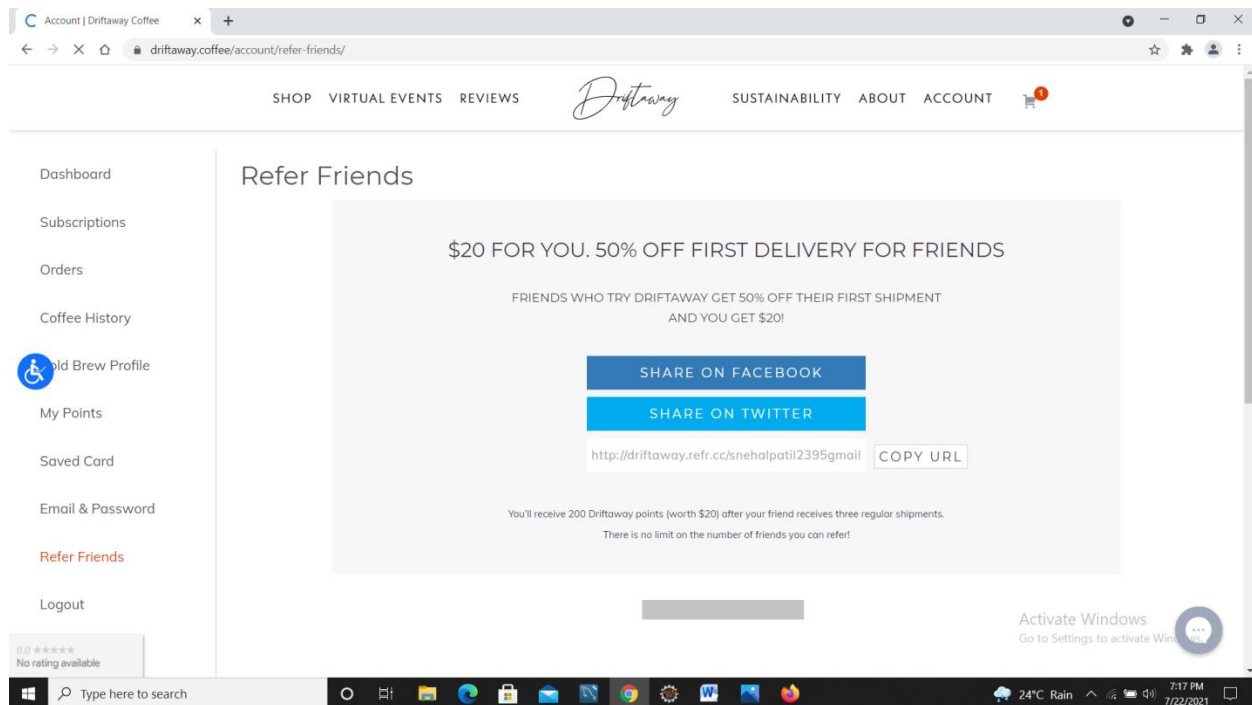 Account | Driftaway Coffee
driftaway.coffee/account/refer-friends/
SHOP VIRTUAL EVENTS REVIEWS Driftaway SUSTAINABILITY ABOUT ACCOUNT 1
Dashboard
Subscriptions
Orders
Coffee History
old Brew Profile
My Points
Saved Card
Email & Password
Refer Friends
Logout
0.0 ★★★★★
No rating available
Refer Friends
$20 FOR YOU. 50% OFF FIRST DELIVERY FOR FRIENDS
FRIENDS WHO TRY DRIFTAWAY GET 50% OFF THEIR FIRST SHIPMENT
AND YOU GET $20!
SHARE ON FACEBOOK
SHARE ON TWITTER
http://driftaway.refr.cc/snehalpatil2395gmail COPY URL
You'll receive 200 Driftaway points (worth $20) after your friend receives three regular shipments.
There is no limit on the number of friends you can refer!
Activate Windows
Go to Settings to activate Windows.
Type here to search
24°C Rain
7:17 PM
7/22/2021